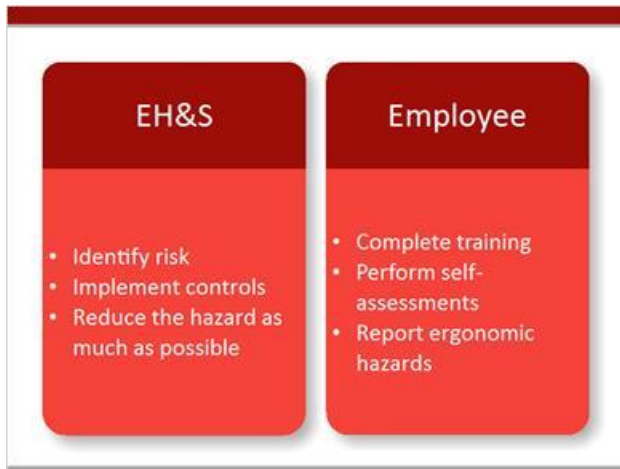 EH&S
• Identify risk
• Implement controls
• Reduce the hazard as
much as possible
Employee
• Complete training
• Perform self-
assessments
• Report ergonomic
hazards